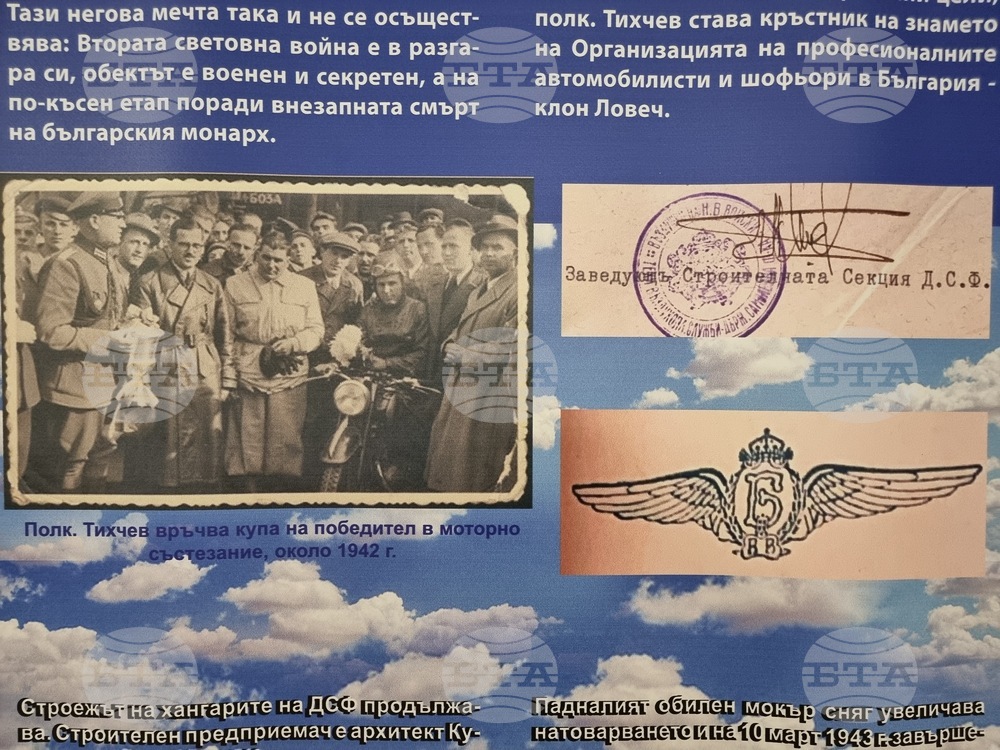 Тази негова мечта така и не се осъщест-
вява: Втората световна война е в разга-
ра си, обектът е военен и секретен, а на
по-късен етап поради внезапната смърт
на българския монарх.
полк. Тихчев става кръстник на знамето
на Организацията на професионалните
автомобилисти и шофьори в България -
клон Ловеч.
Полк. Тихчев връчва купа на победител в моторно
състезание, около 1942 г.
Заведующъ Строителната Секция Д.С.Ф.
Б
ВВ
Строежът на хангарите на ДСФ продължа-
ва. Строителен предприемач е архитект Ку-
Падналият обилен мокър сняг увеличава
натоварването и на 10 март 1943 г. завърше-
БТА